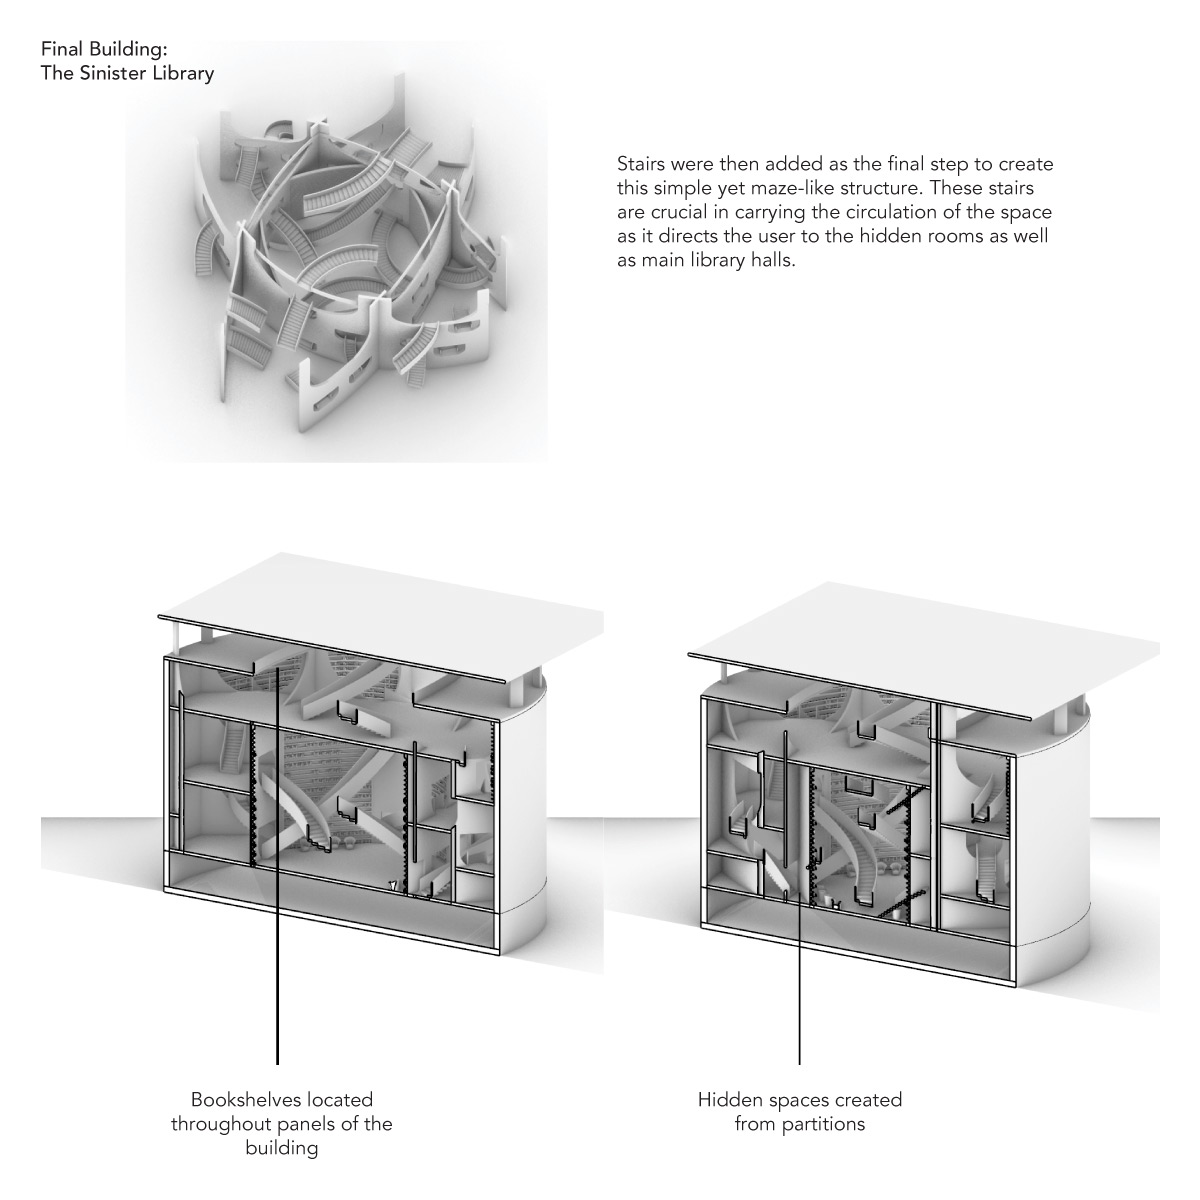 Final Building:
The Sinister Library
Stairs were then added as the final step to create
this simple yet maze-like structure. These stairs
are crucial in carrying the circulation of the space
as it directs the user to the hidden rooms as well
as main library halls.
Bookshelves located
throughout panels of the
building
Hidden spaces created
from partitions